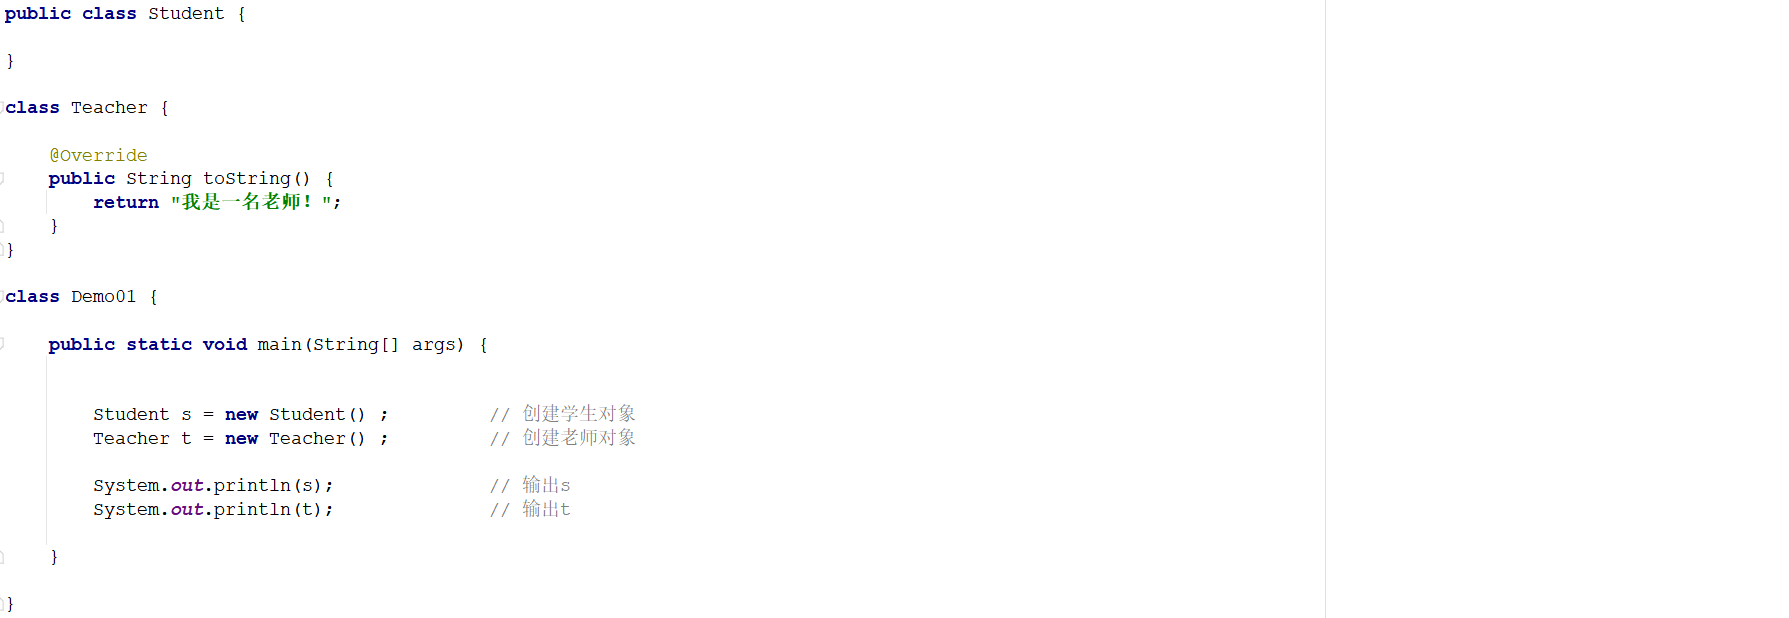 public class Student {
}
class Teacher {
@Override
public String toString() {
return "我是一名老师！";
}
}
class Demo01 {
public static void main(String[] args) {
Student s = new Student() ; // 创建学生对象
Teacher t = new Teacher() ; // 创建老师对象
System.out.println(s); // 输出s
System.out.println(t); // 输出t
}
}